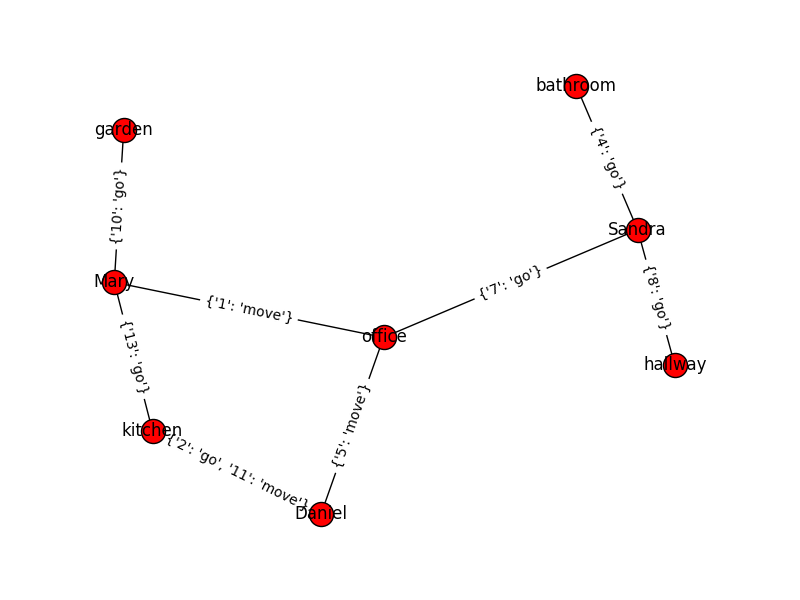 bathroom
garden
{'4': 'go'}
{'10': 'go'}
Sandra
{'7': 'go'}
Mary
{'8': 'go'}
{'1': 'move'}
office
{'13': 'go'}
hallway
{'5': 'move'}
kitchen
{'2': 'go', '11': 'move'}
Daniel